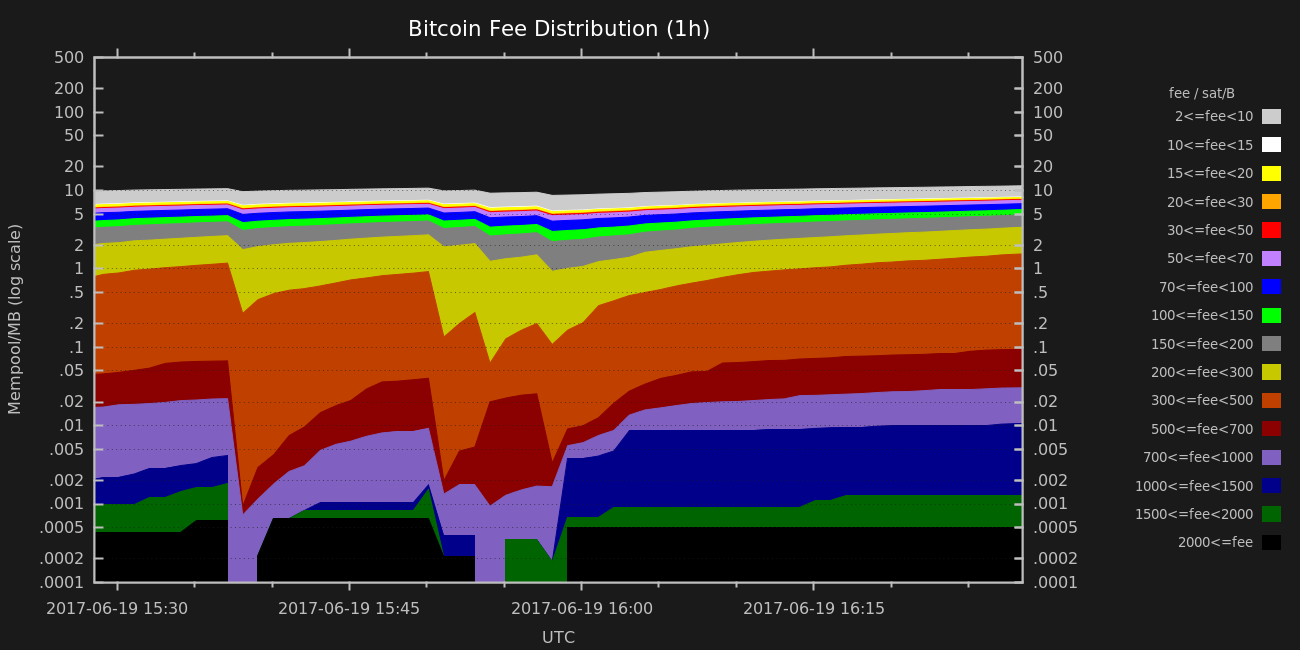 Bitcoin Fee Distribution (1h)
500 500
200 200
100 100
50 50
20 20
10 10
5 5
2 2
1 1
.5 .5
.2 .2
.1 .1
.05 .05
.02 .02
.01 .01
.005 .005
.002 .002
.001 .001
.0005 .0005
.0002 .0002
.0001 .0001
Mempool/MB (log scale)
2017-06-19 15:30 2017-06-19 15:45 2017-06-19 16:00 2017-06-19 16:15
UTC
fee / sat/B
2<=fee<10
10<=fee<15
15<=fee<20
20<=fee<30
30<=fee<50
50<=fee<70
70<=fee<100
100<=fee<150
150<=fee<200
200<=fee<300
300<=fee<500
500<=fee<700
700<=fee<1000
1000<=fee<1500
1500<=fee<2000
2000<=fee